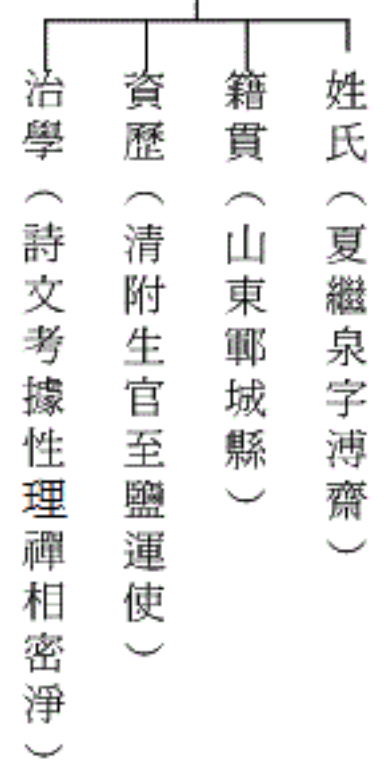 姓氏（夏繼泉字溥齋）
籍貫（山東鄆城縣）
資歷（清附生官至鹽運使）
治學（詩文考據性理禪相密淨）